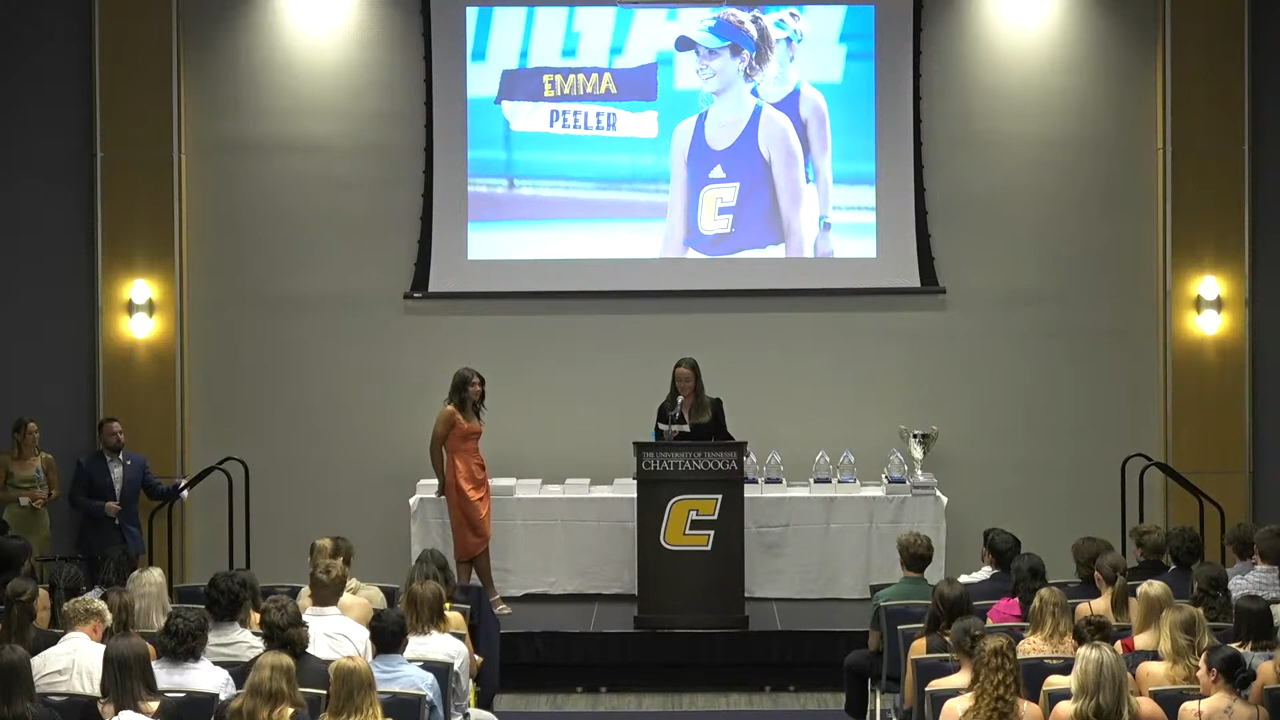 EMMA
PEELER
C
THE UNIVERSITY OF TENNESSEE
CHATTANOOGA
C